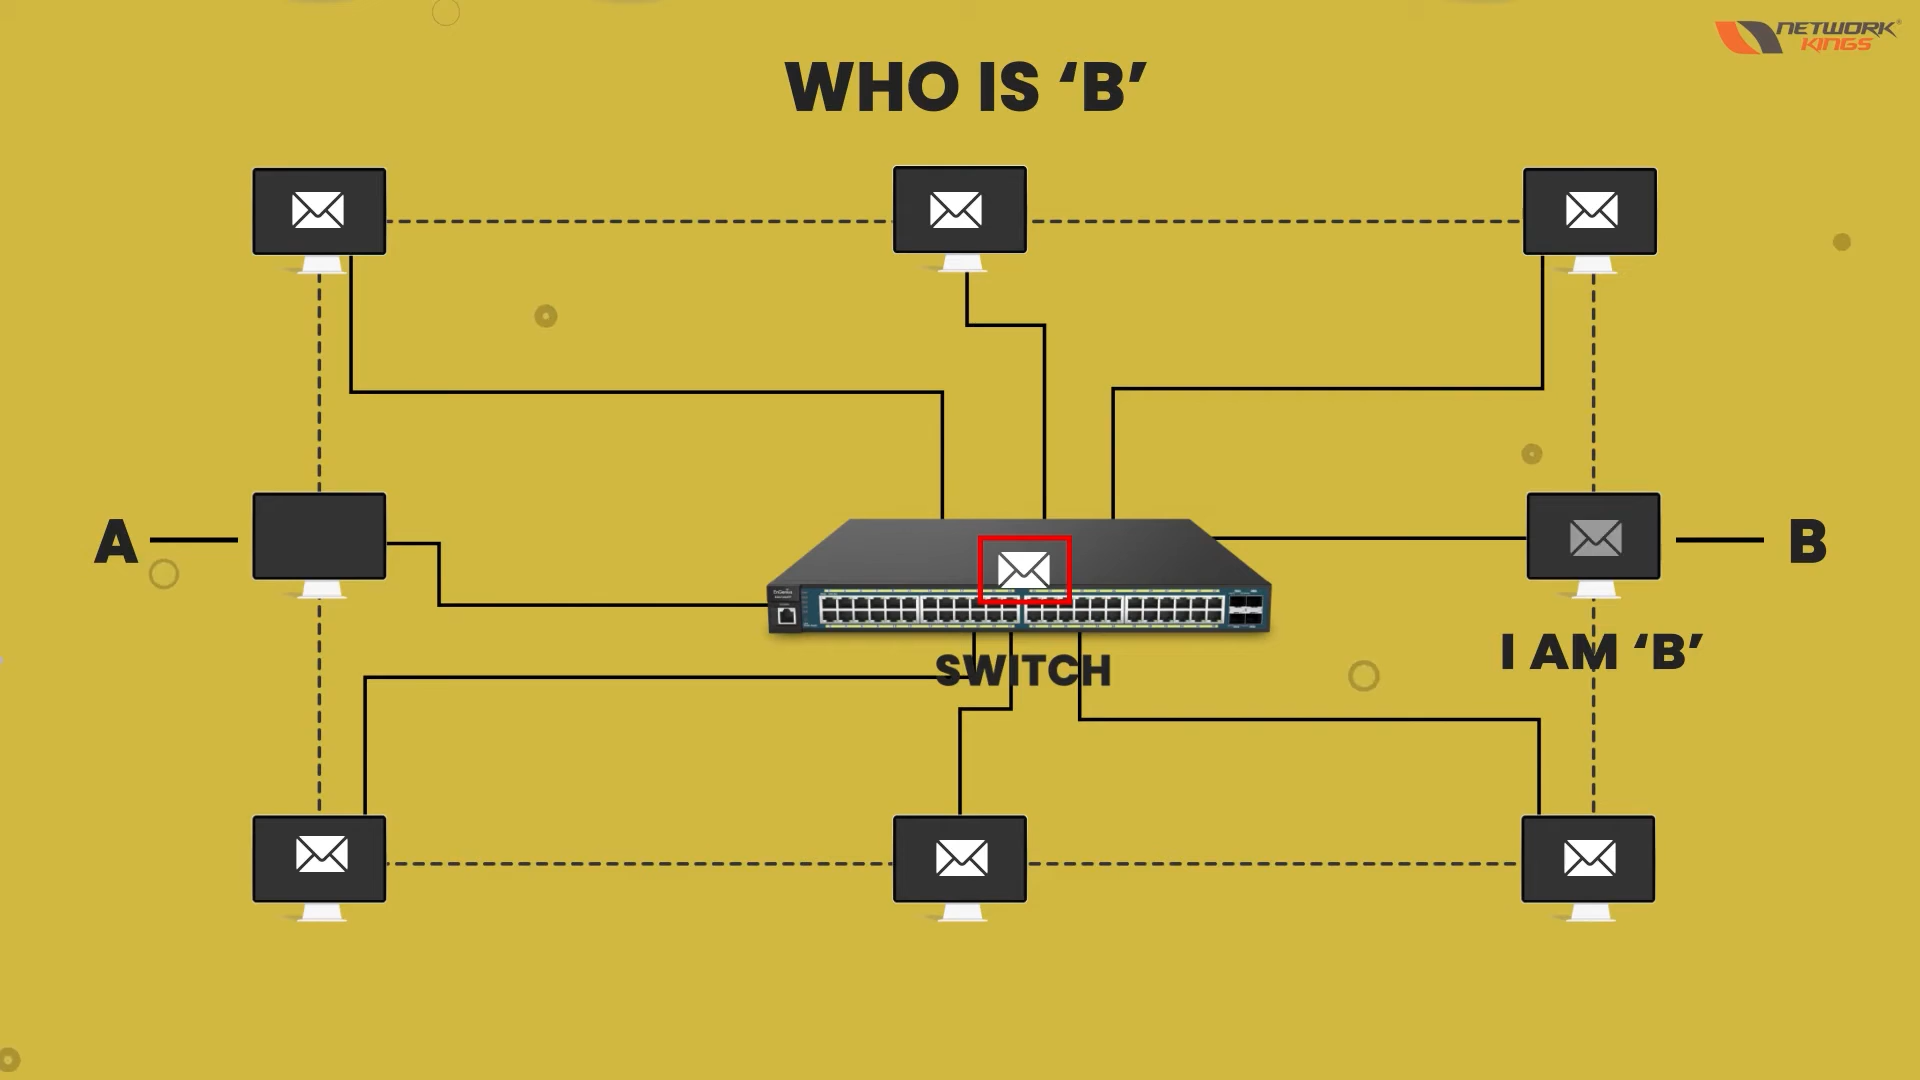 NETWORK
KINGS
WHO IS ‘B’
A
B
SWITCH
I AM ‘B’